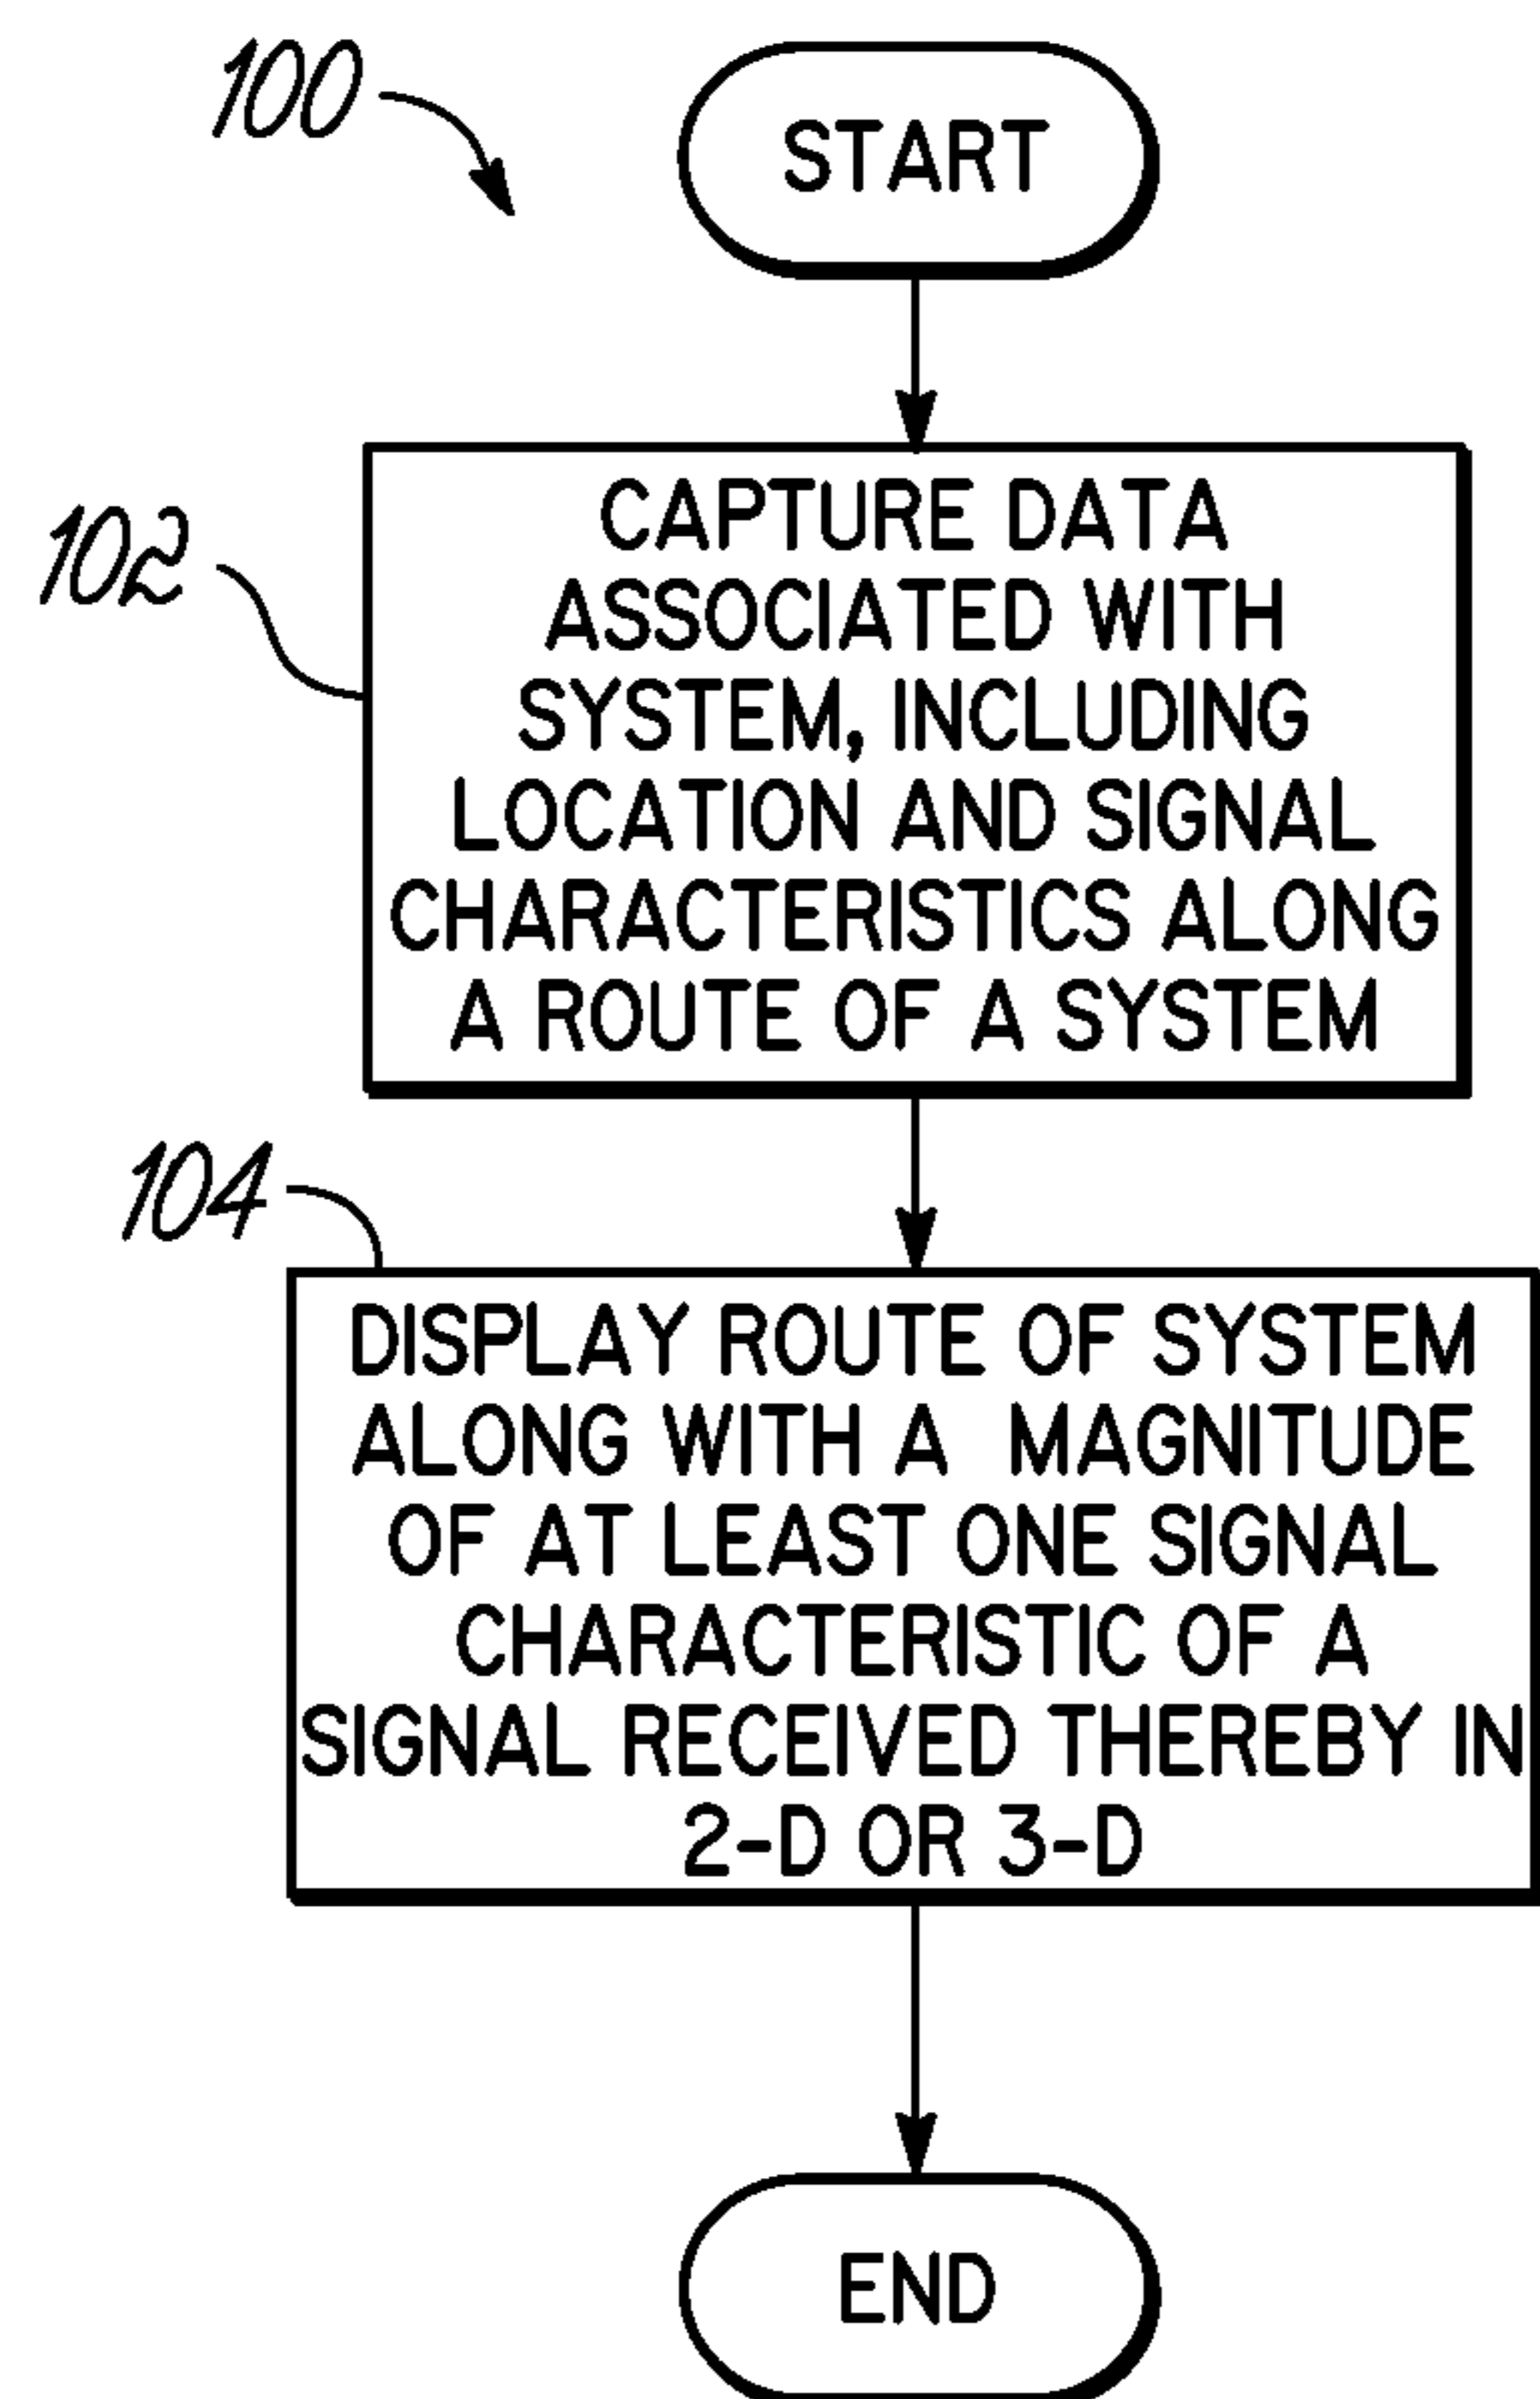 100
START
102
CAPTURE DATA
ASSOCIATED WITH
SYSTEM, INCLUDING
LOCATION AND SIGNAL
CHARACTERISTICS ALONG
A ROUTE OF A SYSTEM
104
DISPLAY ROUTE OF SYSTEM
ALONG WITH A MAGNITUDE
OF AT LEAST ONE SIGNAL
CHARACTERISTIC OF A
SIGNAL RECEIVED THEREBY IN
2-D OR 3-D
END